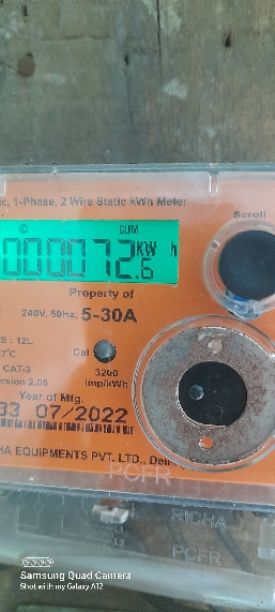 ic, 1-Phase, 2 Wire Static kWh Meter
CUM
000072.6 KW h
Scroll
Property of
240V, 50Hz, 5-30A
S : 12L
27°C
CAT-3
ersion 2.05
Cal
3200
Imp/kWh
Year of Mfg.
33 07/2022
HA EQUIPMENTS PVT. LTD., Delh
PCFR
RICHA
PCFR
Samsung Quad Camera
Shot with my Galaxy A12